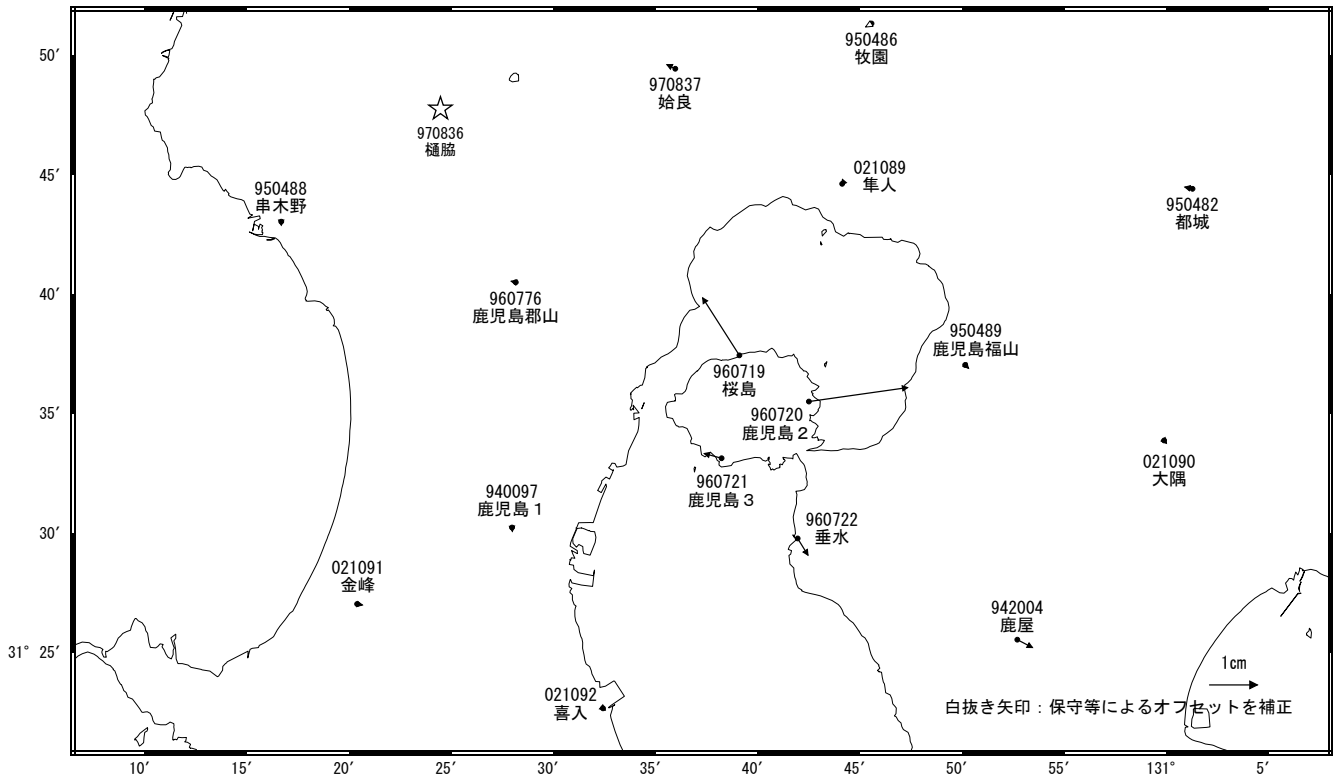 50′
950486
牧園
970837
姶良
970836
樋脇
45′
021089
隼人
950488
串木野
950482
都城
40′
960776
鹿児島郡山
950489
鹿児島福山
960719
桜島
35′
960720
鹿児島２
021090
大隅
960721
鹿児島３
940097
鹿児島１
30′
960722
垂水
021091
金峰
942004
鹿屋
31° 25′
1cm
021092
喜入
白抜き矢印：保守等によるオフセットを補正
10′ 15′ 20′ 25′ 30′ 35′ 40′ 45′ 50′ 55′ 131° 5′